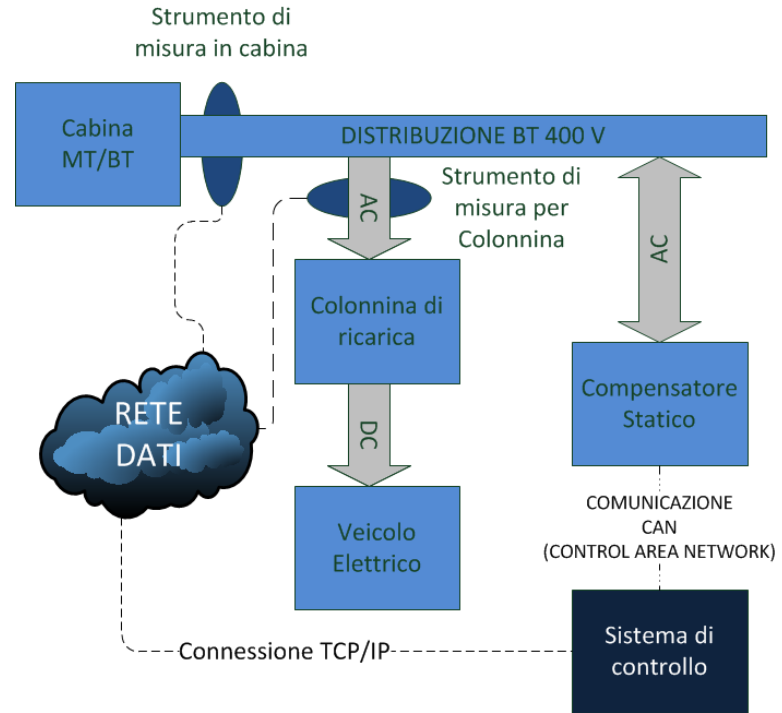 Strumento di
misura in cabina
Cabina
MT/BT
DISTRIBUZIONE BT 400 V
AC
Strumento di
misura per
Colonnina
AC
Colonnina di
ricarica
Compensatore
Statico
RETE
DATI
DC
Veicolo
Elettrico
COMUNICAZIONE
CAN
(CONTROL AREA NETWORK)
Sistema di
controllo
Connessione TCP/IP